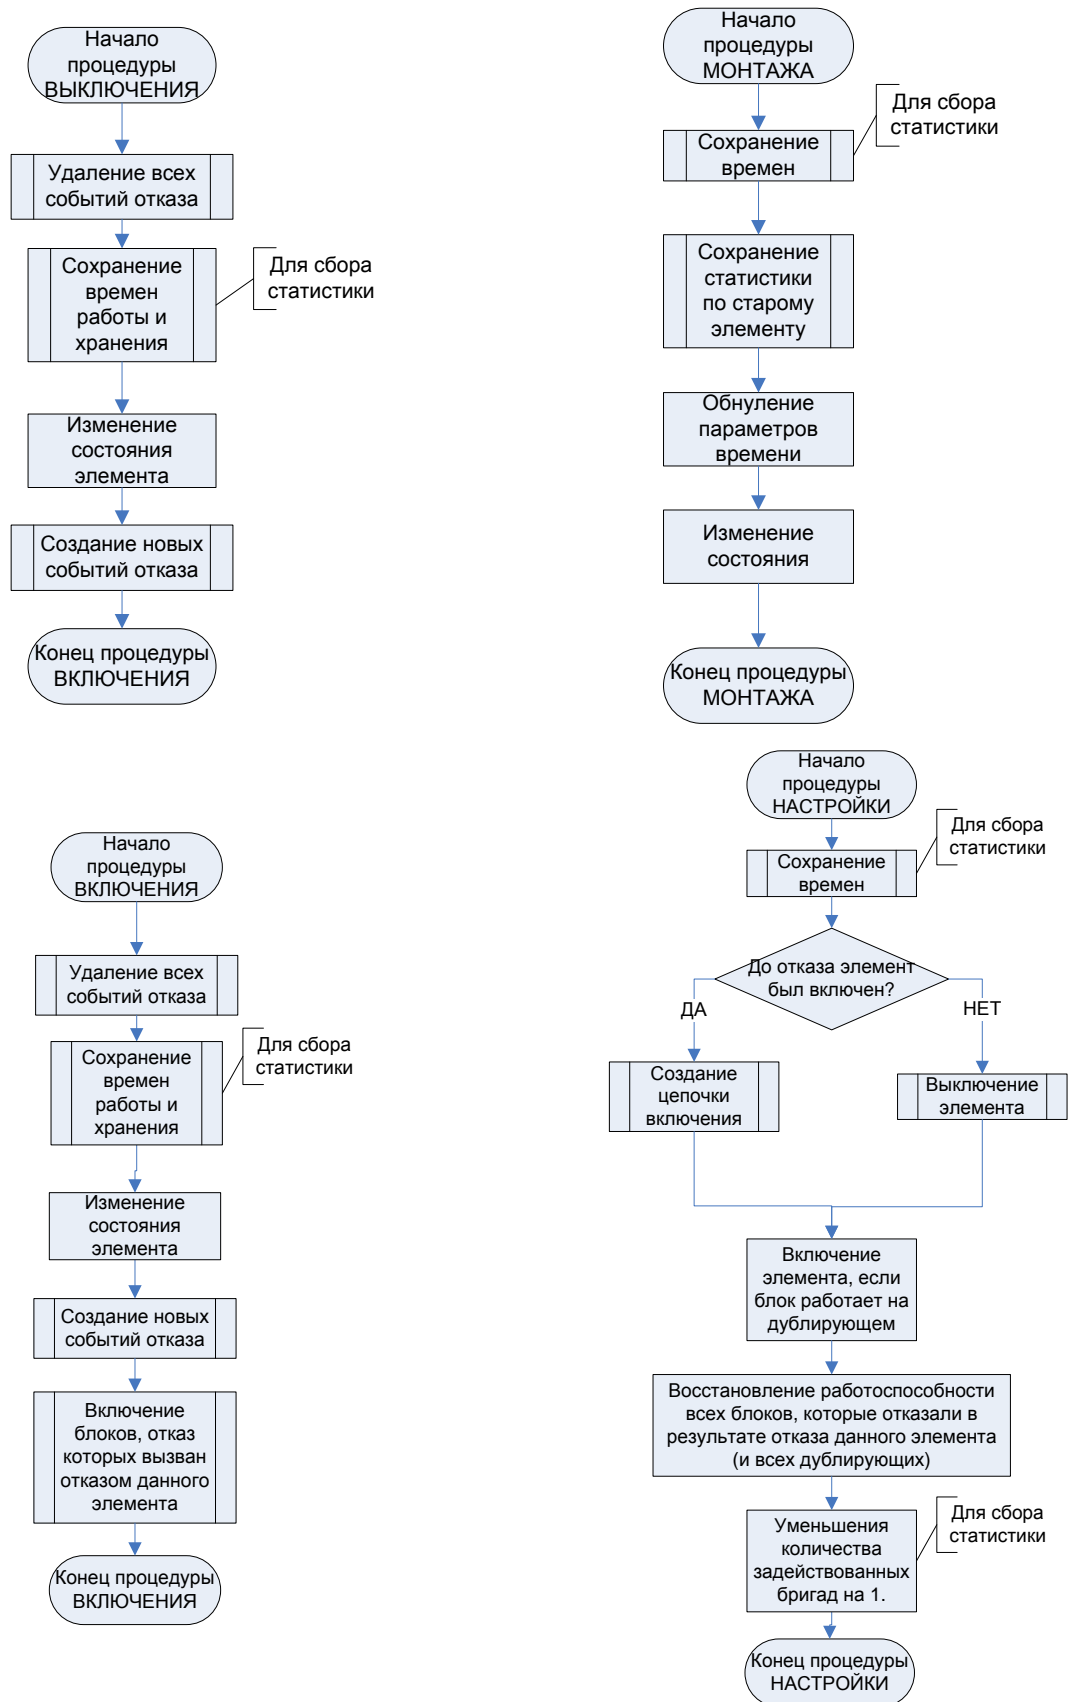 Начало
процедуры
ВЫКЛЮЧЕНИЯ
Удаление всех
событий отказа
Сохранение
времен
работы и
хранения
Для сбора
статистики
Изменение
состояния
элемента
Создание новых
событий отказа
Конец процедуры
ВКЛЮЧЕНИЯ
Начало
процедуры
МОНТАЖА
Для сбора
статистики
Сохранение
времен
Сохранение
статистики
по старому
элементу
Обнуление
параметров
времени
Изменение
состояния
Конец процедуры
МОНТАЖА
Начало
процедуры
ВКЛЮЧЕНИЯ
Удаление всех
событий отказа
Сохранение
времен
работы и
хранения
Для сбора
статистики
Изменение
состояния
элемента
Создание новых
событий отказа
Включение
блоков, отказ
которых вызван
отказом данного
элемента
Конец процедуры
ВКЛЮЧЕНИЯ
Начало
процедуры
НАСТРОЙКИ
Для сбора
статистики
Сохранение
времен
До отказа элемент
был включен?
ДА
НЕТ
Создание
цепочки
включения
Выключение
элемента
Включение
элемента, если
блок работает на
дублирующем
Восстановление работоспособности
всех блоков, которые отказали в
результате отказа данного элемента
(и всех дублирующих)
Уменьшения
количества
задействованных
бригад на 1.
Для сбора
статистики
Конец процедуры
НАСТРОЙКИ